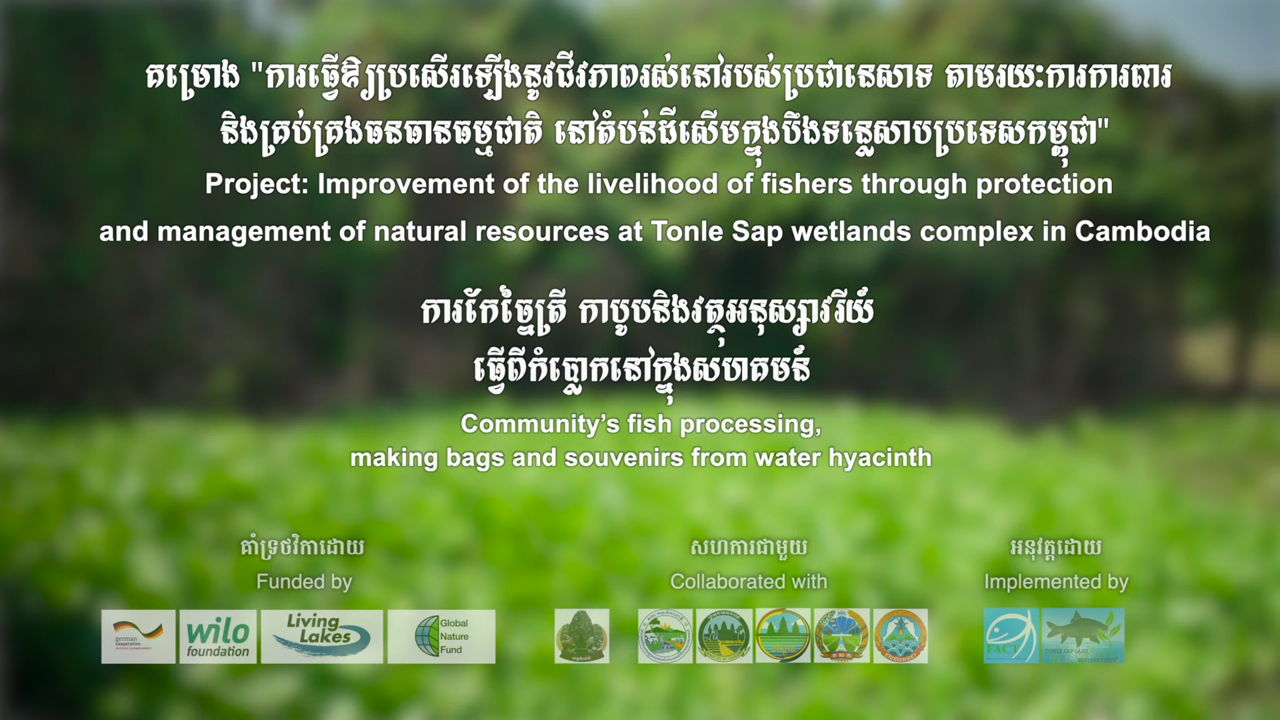 គម្រោង "ការធ្វើឱ្យប្រសើរឡើងនូវជីវភាពរស់នៅរបស់ប្រជានេសាទ តាមរយៈការការពារ
និងគ្រប់គ្រងធនធានធម្មជាតិ នៅតំបន់ដីសើមក្នុងបឹងទន្លេសាបប្រទេសកម្ពុជា"
Project: Improvement of the livelihood of fishers through protection
and management of natural resources at Tonle Sap wetlands complex in Cambodia
ការកែច្នៃត្រី កាបូបនិងវត្ថុអនុស្សាវរីយ៍
ធ្វើពីកំប្លោកនៅក្នុងសហគមន៍
Community's fish processing,
making bags and souvenirs from water hyacinth
គាំទ្រថវិកាដោយ
Funded by
german cooperation
wilo foundation
Living Lakes
Global Nature Fund
សហការជាមួយ
Collaborated with
អនុវត្តដោយ
Implemented by
FACT
TONLE SAP LAKE